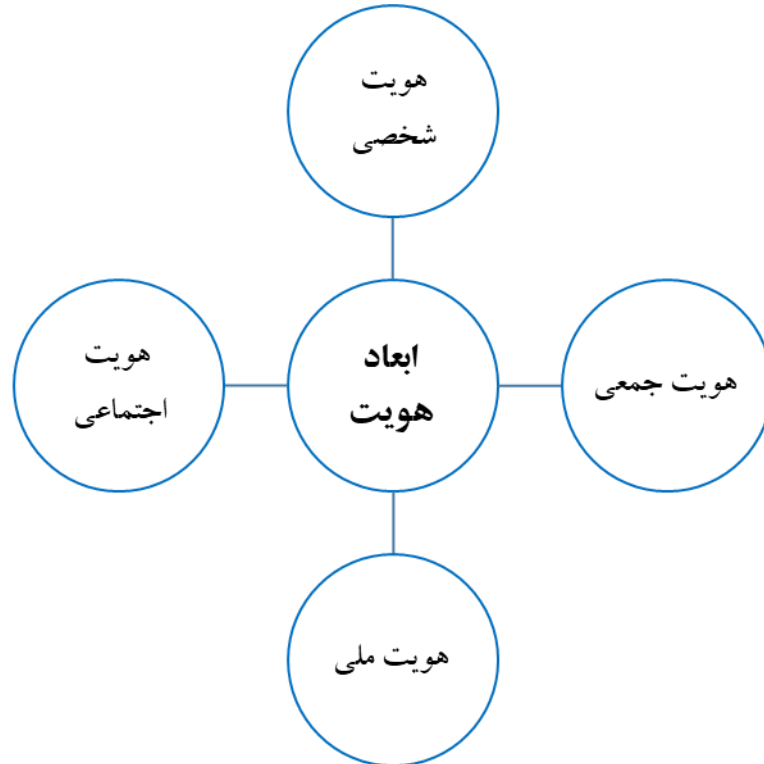 هویت
شخصی
هویت جمعی
ابعاد
هویت
هویت
اجتماعی
هویت ملی